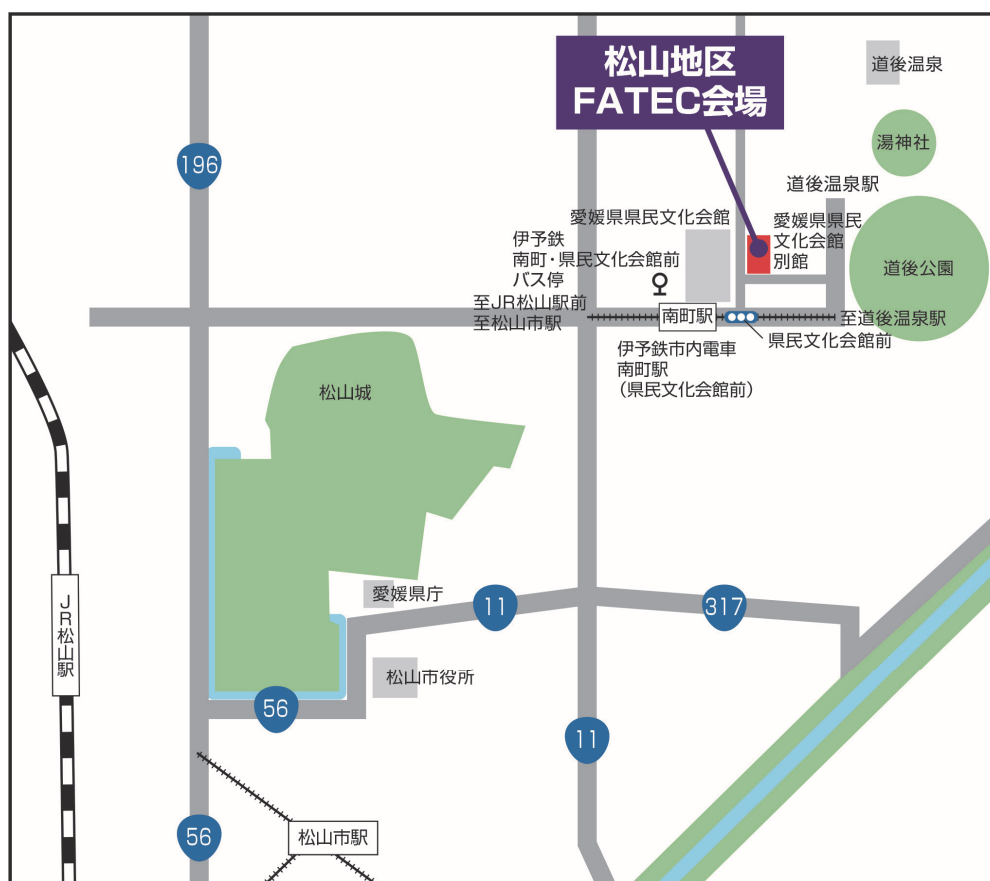 松山地区
FATEC会場
道後温泉
196
湯神社
道後温泉駅
愛媛県県民文化会館
愛媛県県民
文化会館
別館
伊予鉄
南町・県民文化会館前
バス停
道後公園
至JR松山駅前
至松山市駅
南町駅
至道後温泉駅
県民文化会館前
伊予鉄市内電車
南町駅
（県民文化会館前）
松山城
JR松山駅
愛媛県庁
11
317
松山市役所
56
11
56
松山市駅